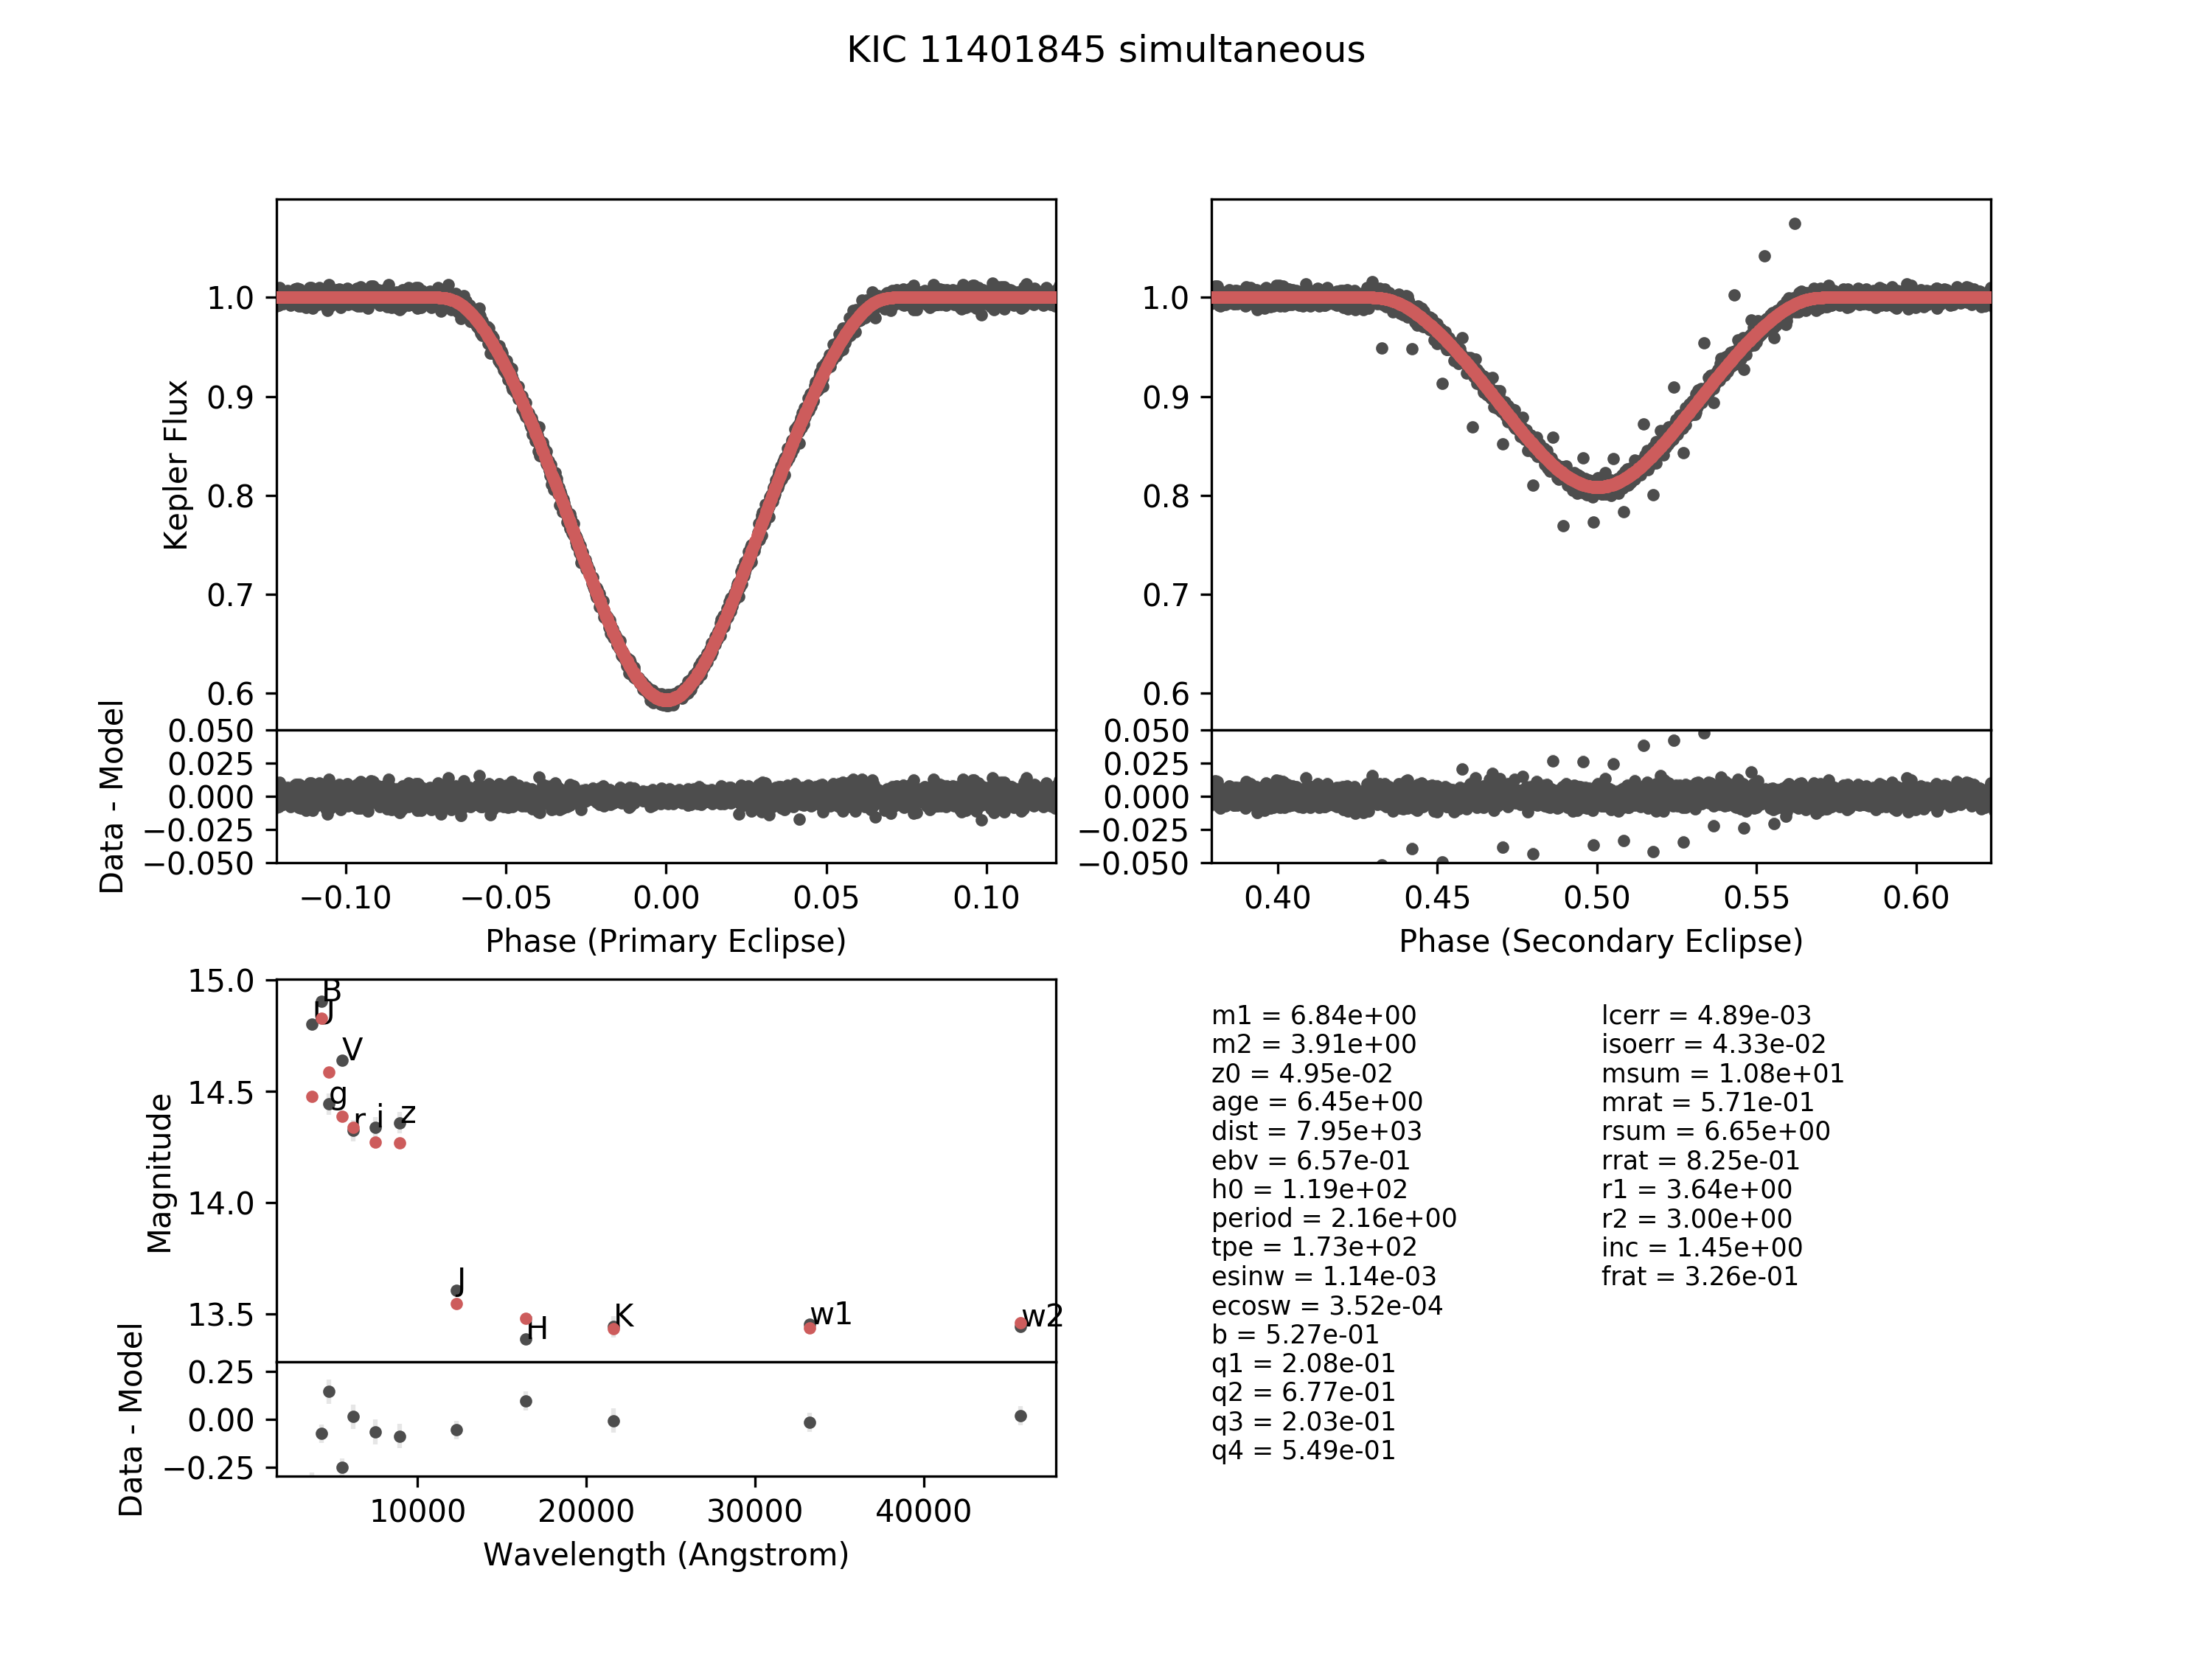 KIC 11401845 simultaneous
Kepler Flux
1.0
0.9
0.8
0.7
0.6
1.0
0.9
0.8
0.7
0.6
Data - Model
0.050
0.025
0.000
−0.025
−0.050
0.050
0.025
0.000
−0.025
−0.050
−0.10 −0.05 0.00 0.05 0.10
Phase (Primary Eclipse)
0.40 0.45 0.50 0.55 0.60
Phase (Secondary Eclipse)
Magnitude
15.0
14.5
14.0
13.5
B
U
V
g
r
i
z
J
H
K
w1
w2
Data - Model
0.25
0.00
−0.25
10000 20000 30000 40000
Wavelength (Angstrom)
m1 = 6.84e+00
m2 = 3.91e+00
z0 = 4.95e-02
age = 6.45e+00
dist = 7.95e+03
ebv = 6.57e-01
h0 = 1.19e+02
period = 2.16e+00
tpe = 1.73e+02
esinw = 1.14e-03
ecosw = 3.52e-04
b = 5.27e-01
q1 = 2.08e-01
q2 = 6.77e-01
q3 = 2.03e-01
q4 = 5.49e-01
lcerr = 4.89e-03
isoerr = 4.33e-02
msum = 1.08e+01
mrat = 5.71e-01
rsum = 6.65e+00
rrat = 8.25e-01
r1 = 3.64e+00
r2 = 3.00e+00
inc = 1.45e+00
frat = 3.26e-01